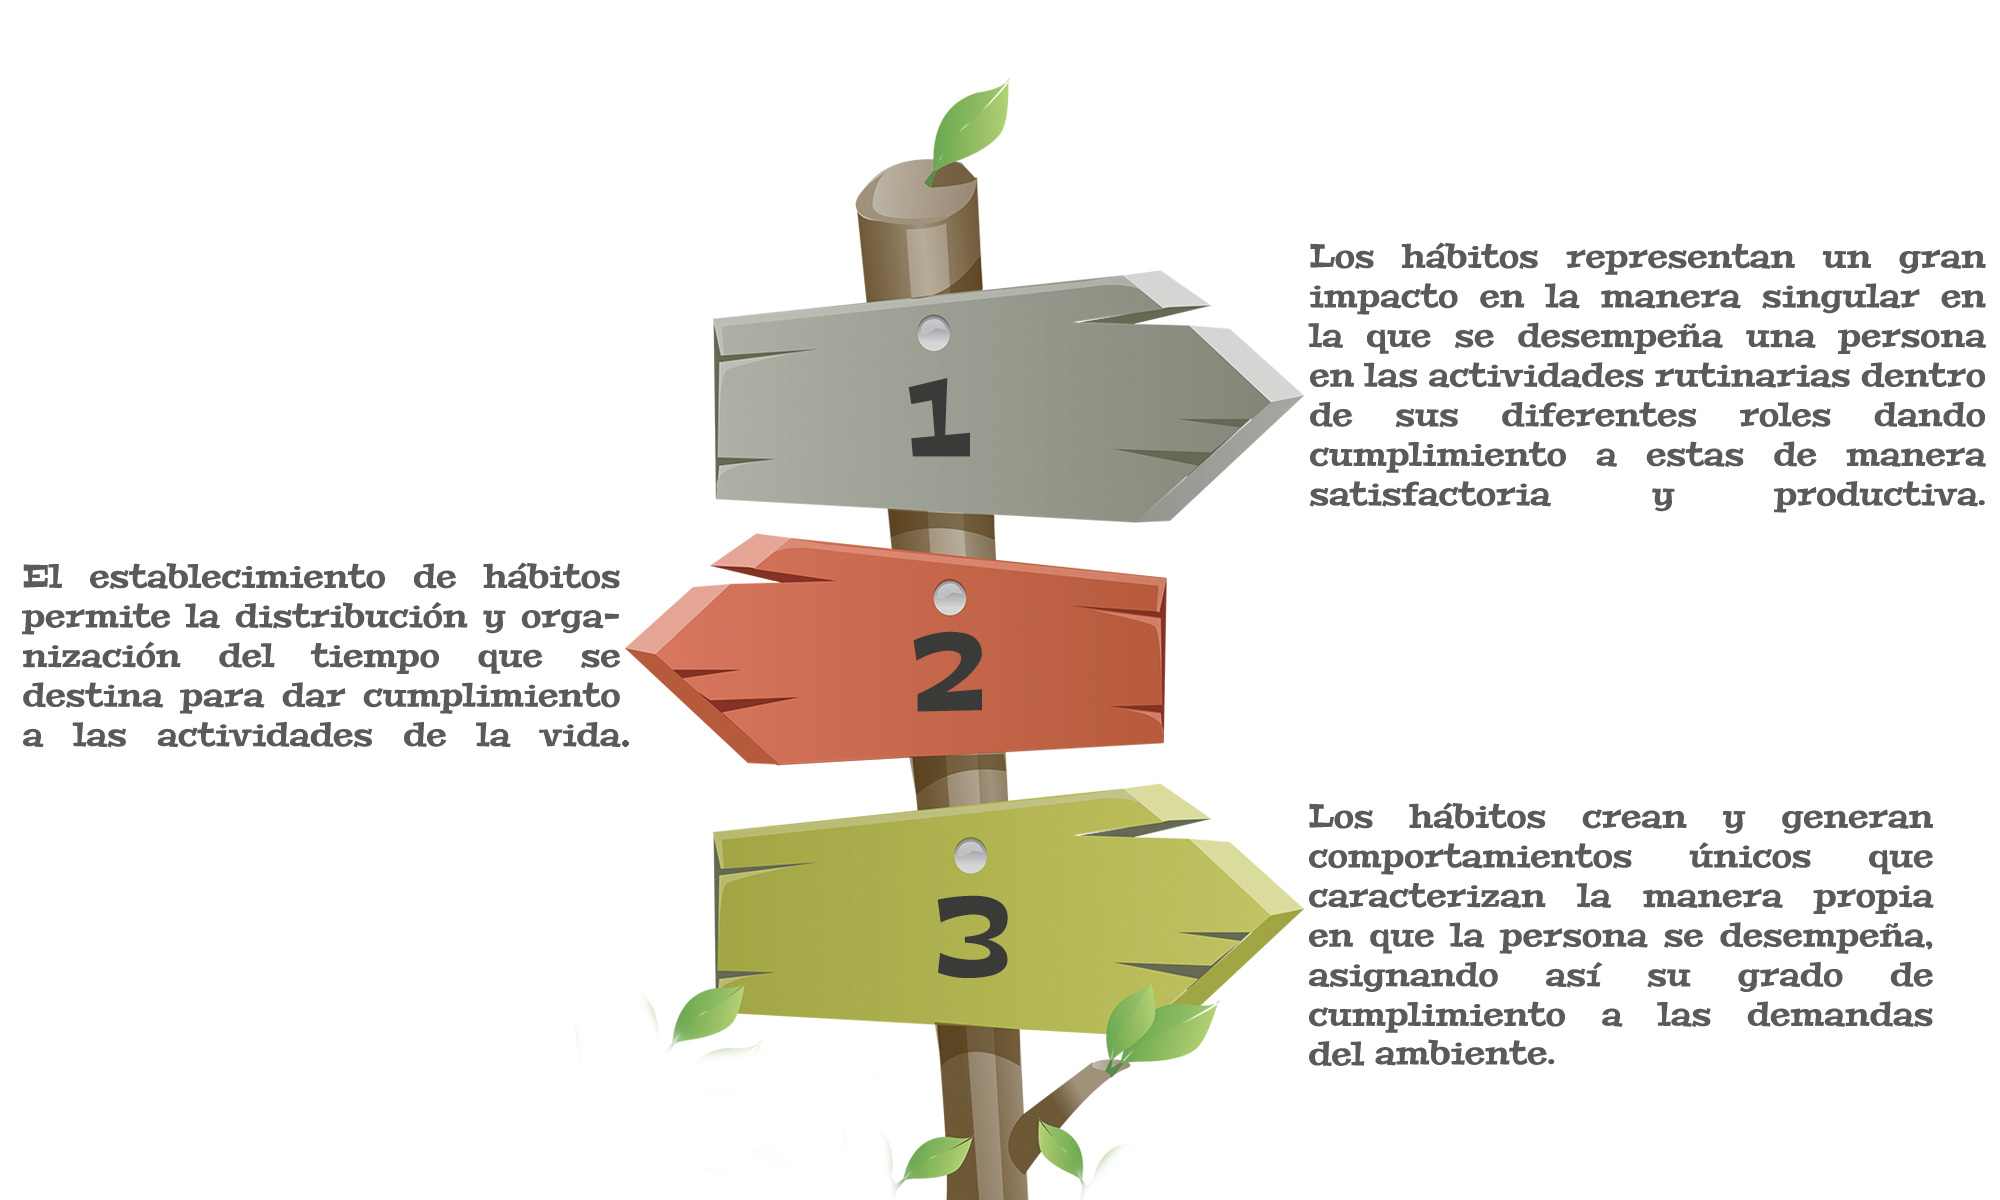 1
Los hábitos representan un gran
impacto en la manera singular en
la que se desempeña una persona
en las actividades rutinarias dentro
de sus diferentes roles dando
cumplimiento a estas de manera
satisfactoria y productiva.
2
El establecimiento de hábitos
permite la distribución y orga-
nización del tiempo que se
destina para dar cumplimiento
a las actividades de la vida.
3
Los hábitos crean y generan
comportamientos únicos que
caracterizan la manera propia
en que la persona se desempeña,
asignando así su grado de
cumplimiento a las demandas
del ambiente.